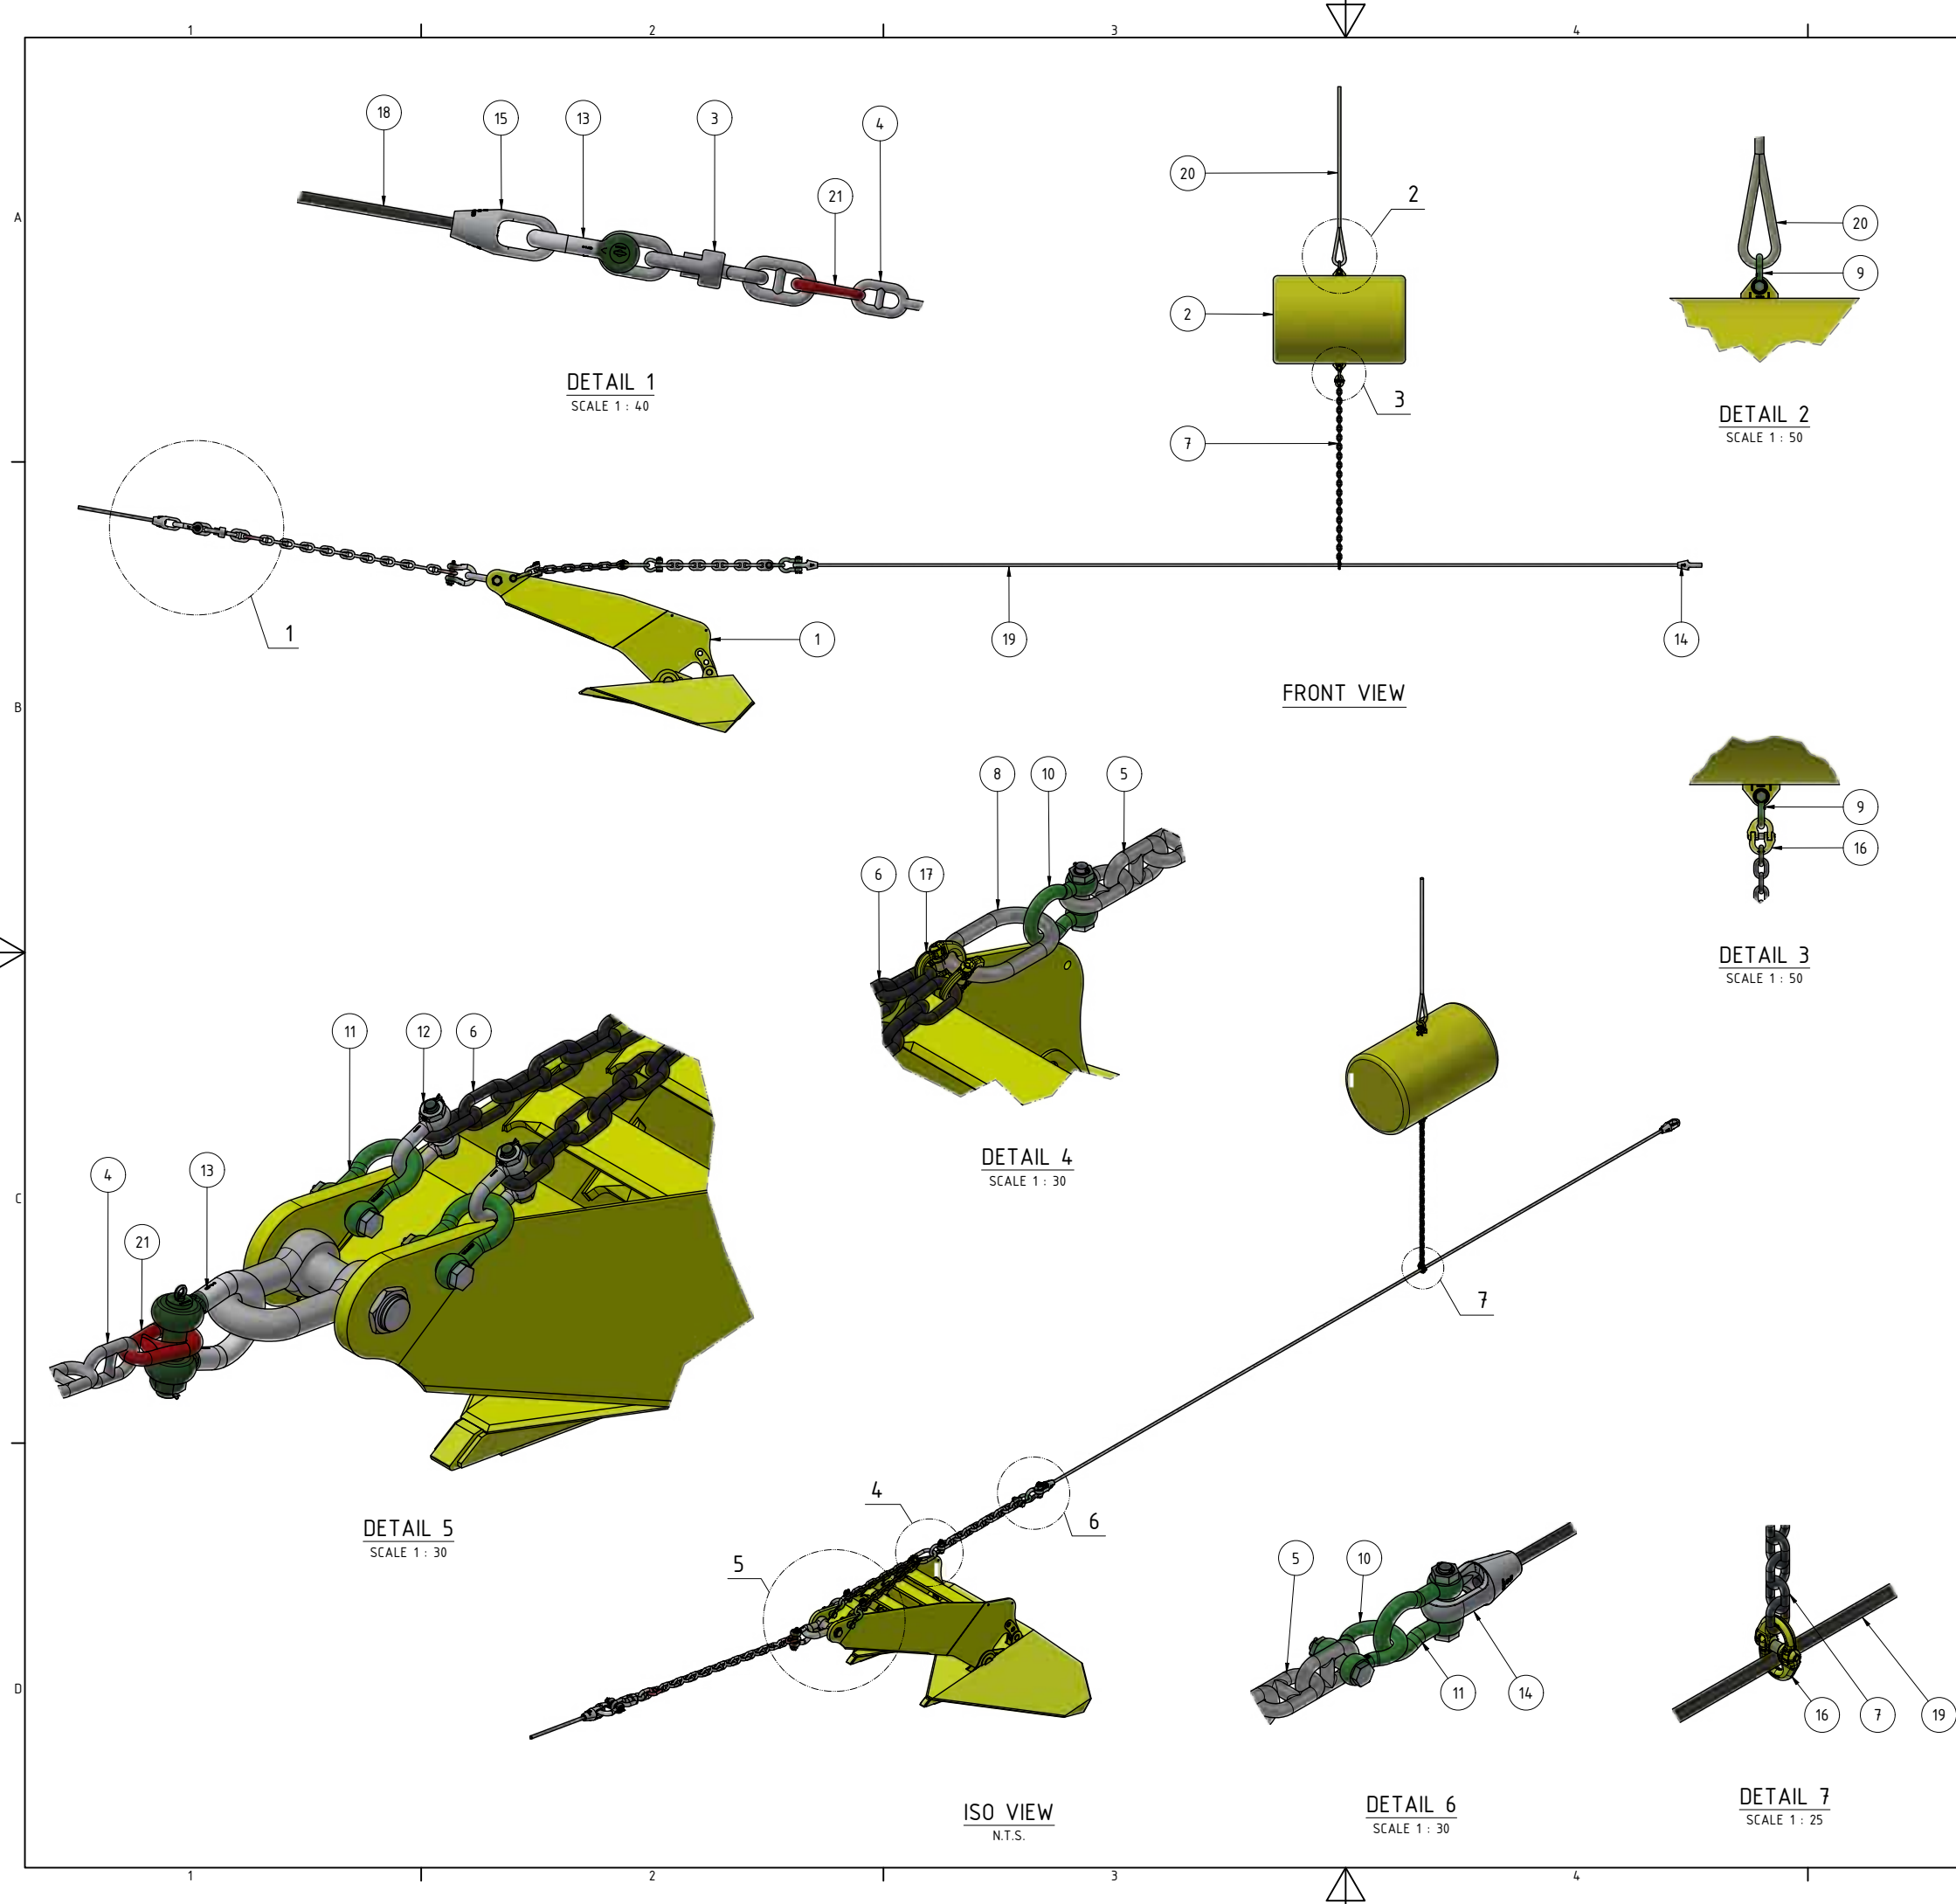 1 2 3 4
A
B
C
D
18
15
13
3
4
21
DETAIL 1
SCALE 1 : 40
20
2
2
3
7
20
9
DETAIL 2
SCALE 1 : 50
1
1
19
14
FRONT VIEW
9
16
DETAIL 3
SCALE 1 : 50
8
10
5
6
17
DETAIL 4
SCALE 1 : 30
11
12
6
4
13
21
DETAIL 5
SCALE 1 : 30
7
4
6
5
ISO VIEW
N.T.S.
5
10
11
14
DETAIL 6
SCALE 1 : 30
16
7
19
DETAIL 7
SCALE 1 : 25
1 2 3 4